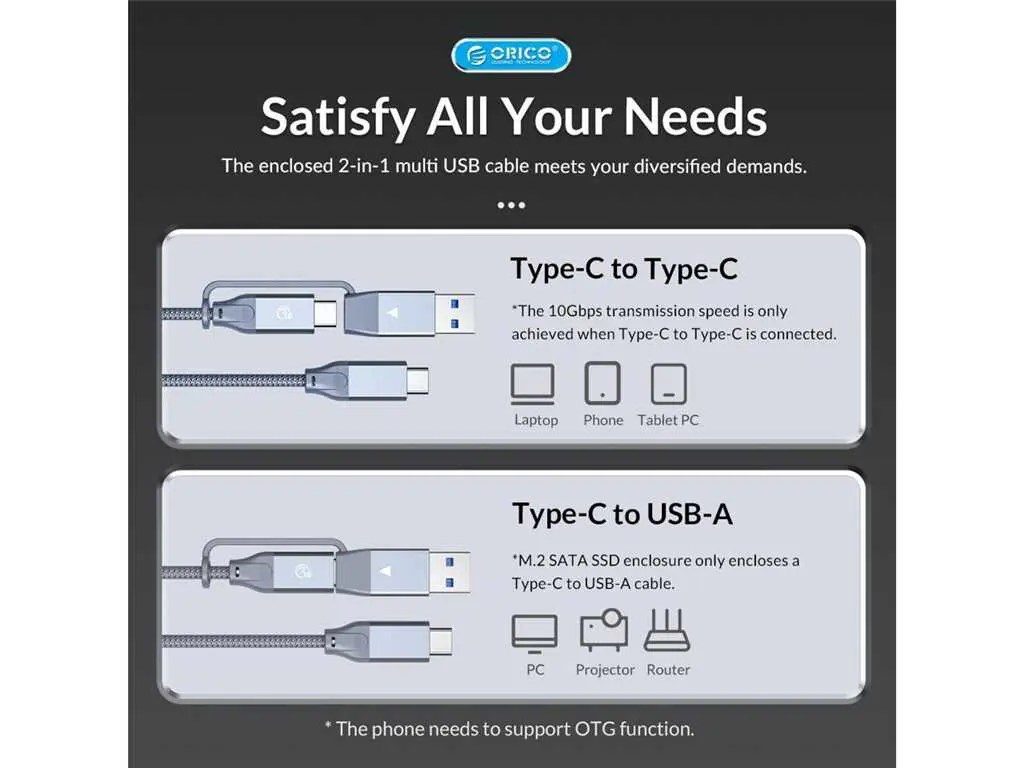 ORICO®
LEADING TECHNOLOGY
Satisfy All Your Needs
The enclosed 2-in-1 multi USB cable meets your diversified demands.
Type-C to Type-C
*The 10Gbps transmission speed is only
achieved when Type-C to Type-C is connected.
Laptop Phone Tablet PC
Type-C to USB-A
*M.2 SATA SSD enclosure only encloses a
Type-C to USB-A cable.
PC Projector Router
* The phone needs to support OTG function.